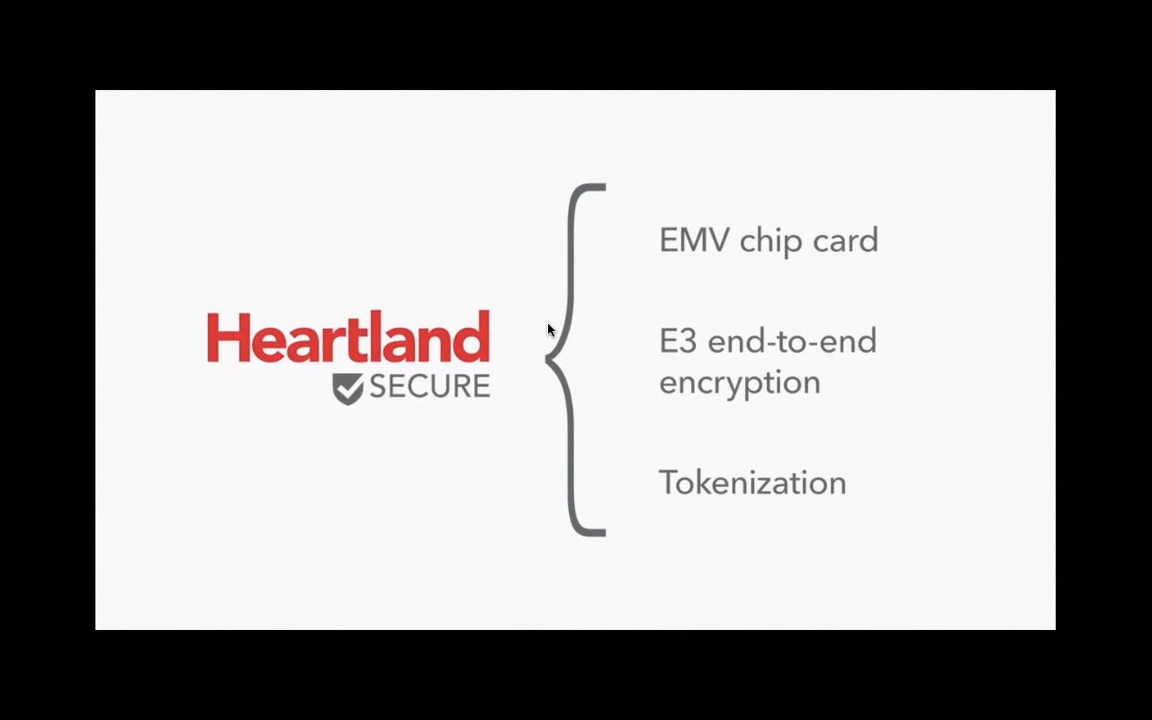 Heartland
SECURE
EMV chip card
E3 end-to-end
encryption
Tokenization